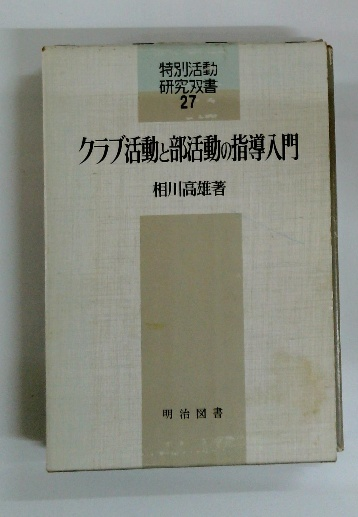 特別活動
研究双書
27
クラブ活動と部活動の指導入門
相川高雄著
明治図書